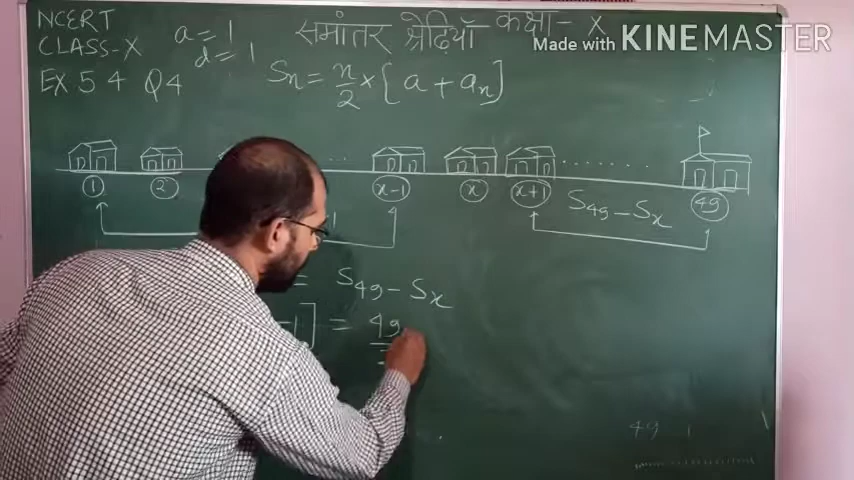 NCERT
CLASS-X
EX 5 4 Q4
a = 1
d = 1
समांतर श्रेढियाँ कक्षा - X
Made with KINEMASTER
Sn = n/2 × [a + an]
1 2 x-1 x x+1 49
S49 - Sx
= S49 - Sx
-1] = 49
49